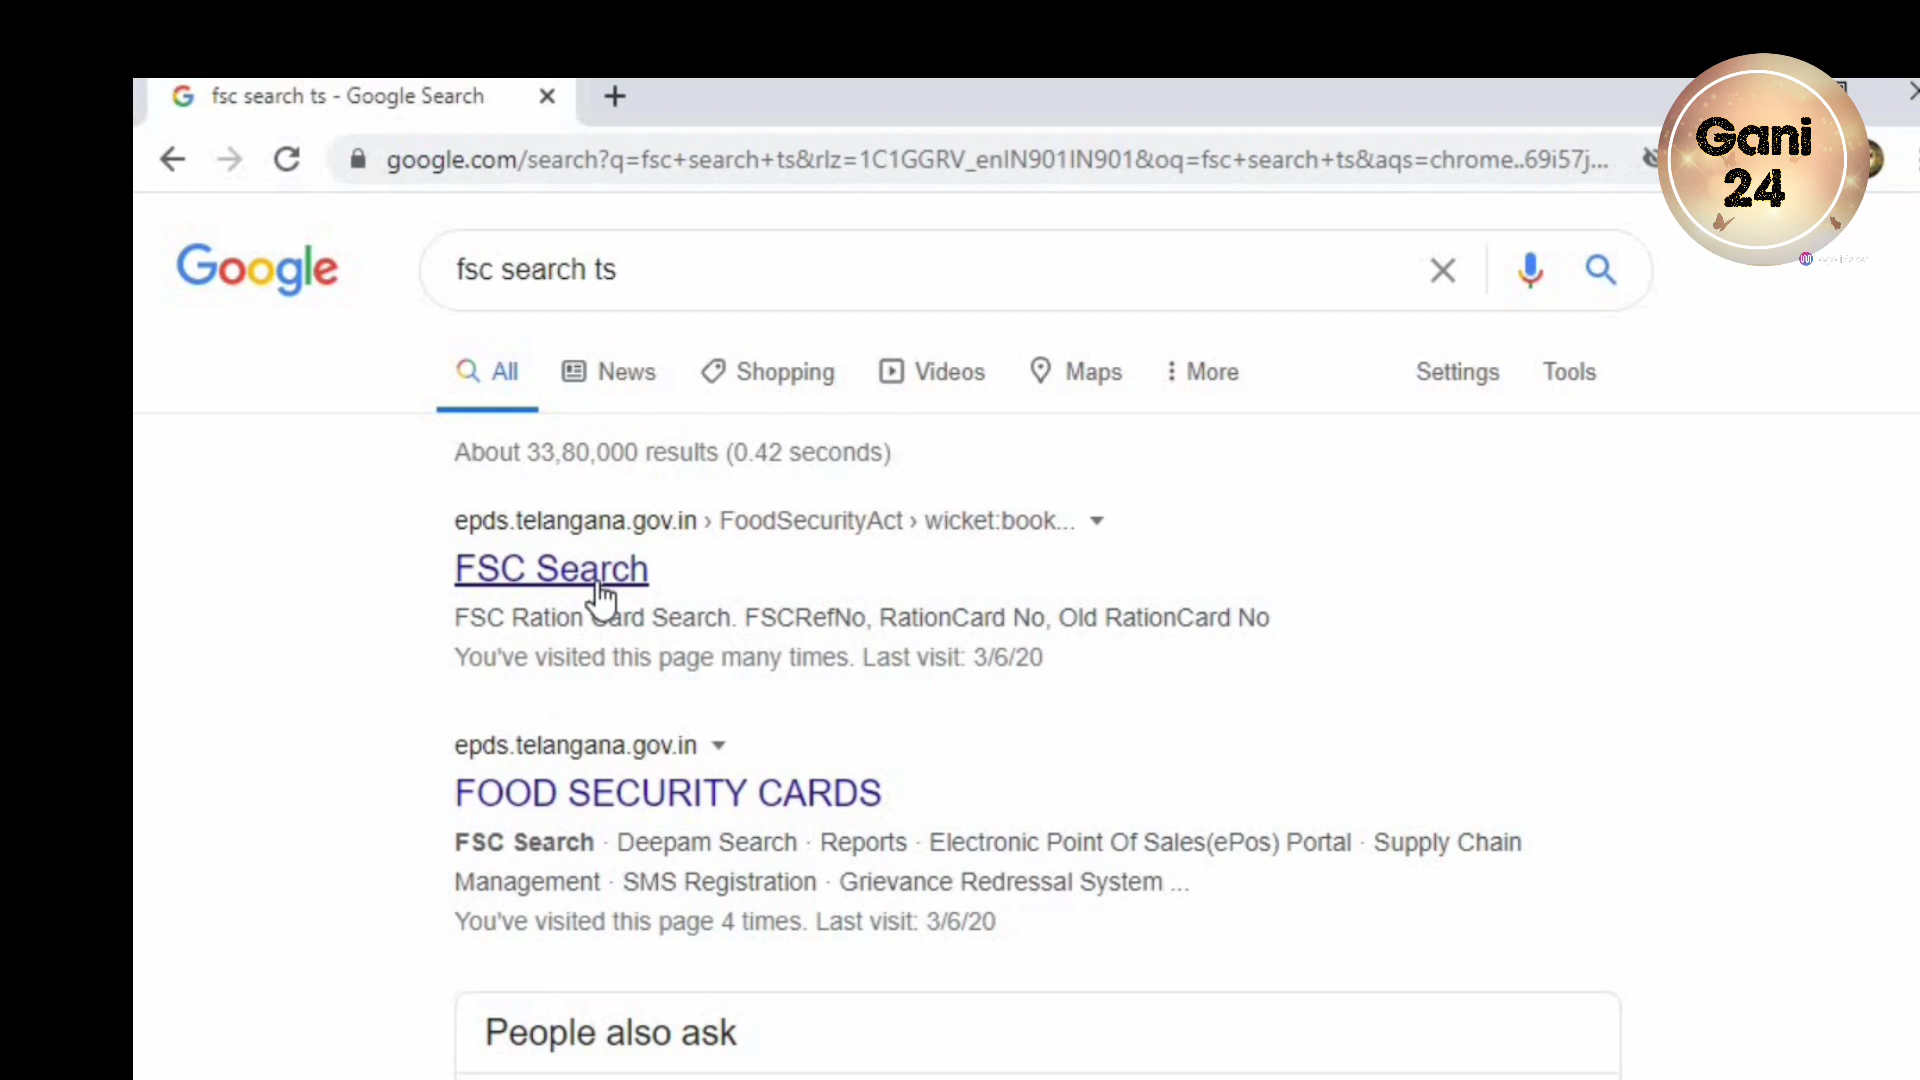 fsc search ts - Google Search
google.com/search?q=fsc+search+ts&rlz=1C1GGRV_enIN901IN901&oq=fsc+search+ts&aqs=chrome..69i57j...
Gani
24
Google
fsc search ts
All News Shopping Videos Maps More Settings Tools
About 33,80,000 results (0.42 seconds)
epds.telangana.gov.in › FoodSecurityAct › wicket:book...
FSC Search
FSC Ration Card Search. FSCRefNo, RationCard No, Old RationCard No
You've visited this page many times. Last visit: 3/6/20
epds.telangana.gov.in
FOOD SECURITY CARDS
FSC Search · Deepam Search · Reports · Electronic Point Of Sales(ePos) Portal · Supply Chain
Management · SMS Registration · Grievance Redressal System ...
You've visited this page 4 times. Last visit: 3/6/20
People also ask